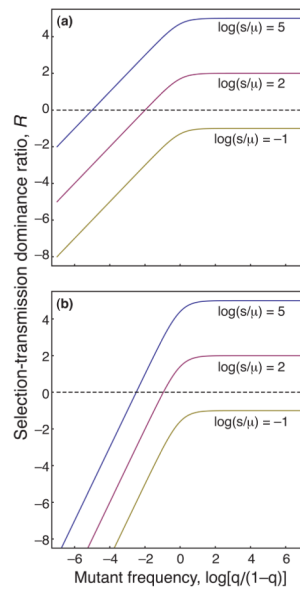 (a)
4
log(s/μ) = 5
2
log(s/μ) = 2
0
log(s/μ) = −1
−2
−4
−6
−8
Selection-transmission dominance ratio, R
(b)
4
log(s/μ) = 5
2
log(s/μ) = 2
0
log(s/μ) = −1
−2
−4
−6
−8
−6 −4 −2 0 2 4 6
Mutant frequency, log[q/(1−q)]